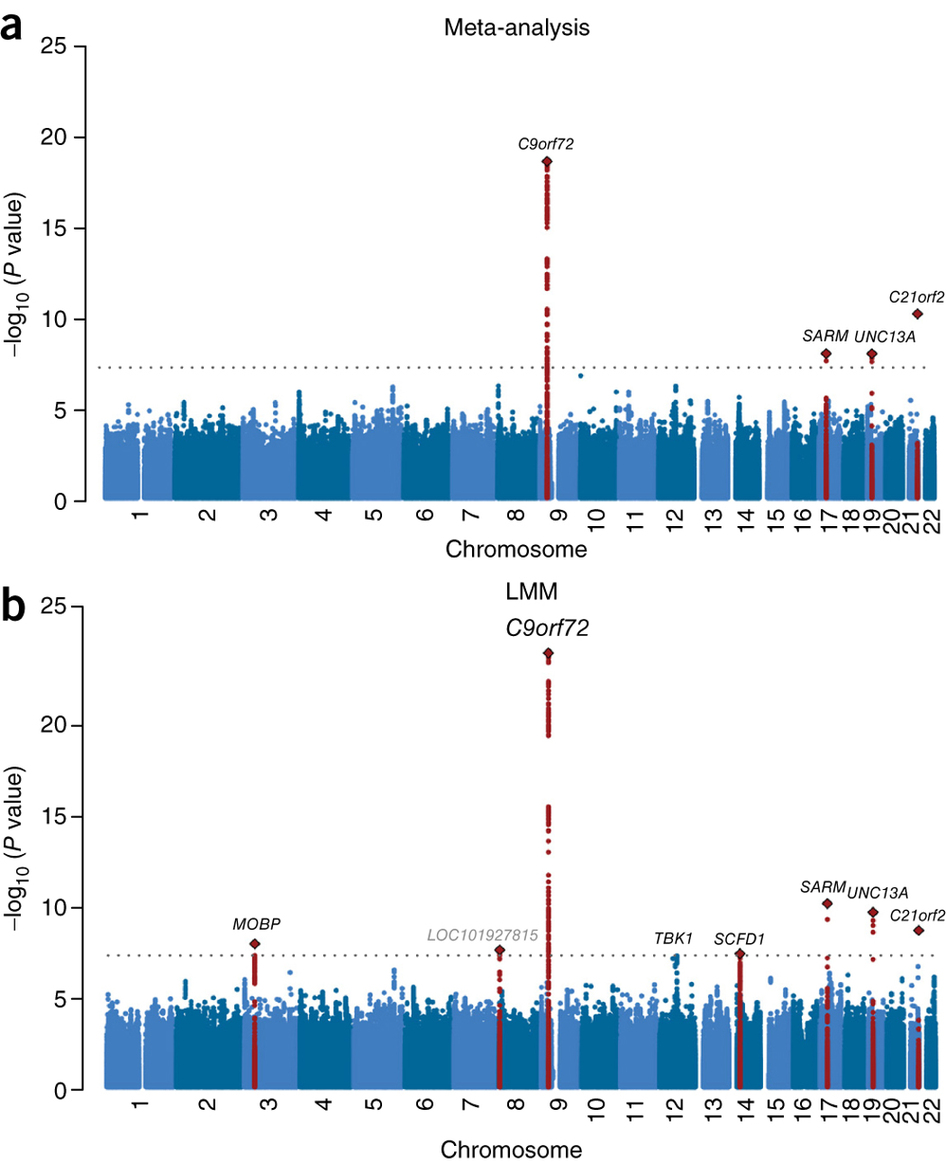 a
Meta-analysis
25
20
15
10
5
0
–log10 (P value)
C9orf72
SARM UNC13A
C21orf2
1 2 3 4 5 6 7 8 9 10 11 12 13 14 15 16 17 18 19 20 21 22
Chromosome
b
LMM
25
20
15
10
5
0
–log10 (P value)
C9orf72
MOBP
LOC101927815
TBK1
SCFD1
SARM UNC13A
C21orf2
1 2 3 4 5 6 7 8 9 10 11 12 13 14 15 16 17 18 19 20 21 22
Chromosome